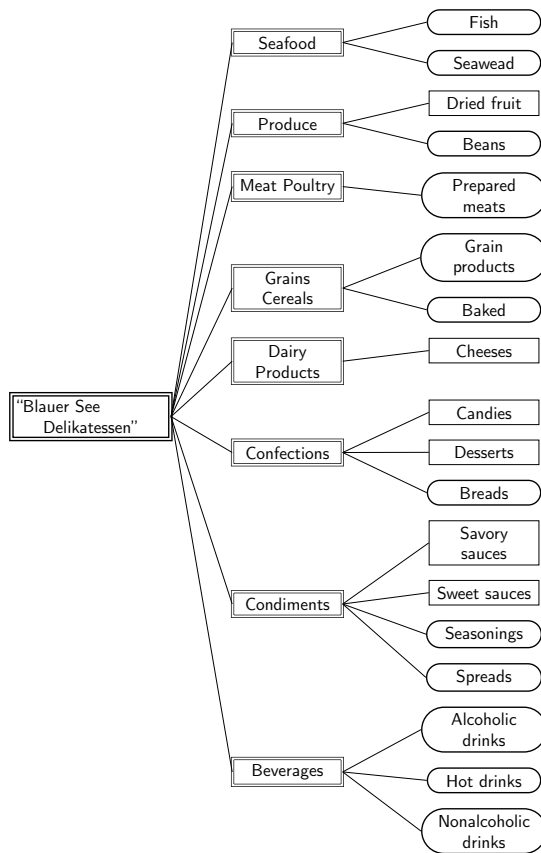 Fish
Seafood
Seawead
Dried fruit
Produce
Beans
Meat Poultry
Prepared
meats
Grain
products
Grains
Cereals
Baked
Dairy
Products
Cheeses
“Blauer See
Delikatessen”
Candies
Confections
Desserts
Breads
Savory
sauces
Condiments
Sweet sauces
Seasonings
Spreads
Alcoholic
drinks
Beverages
Hot drinks
Nonalcoholic
drinks